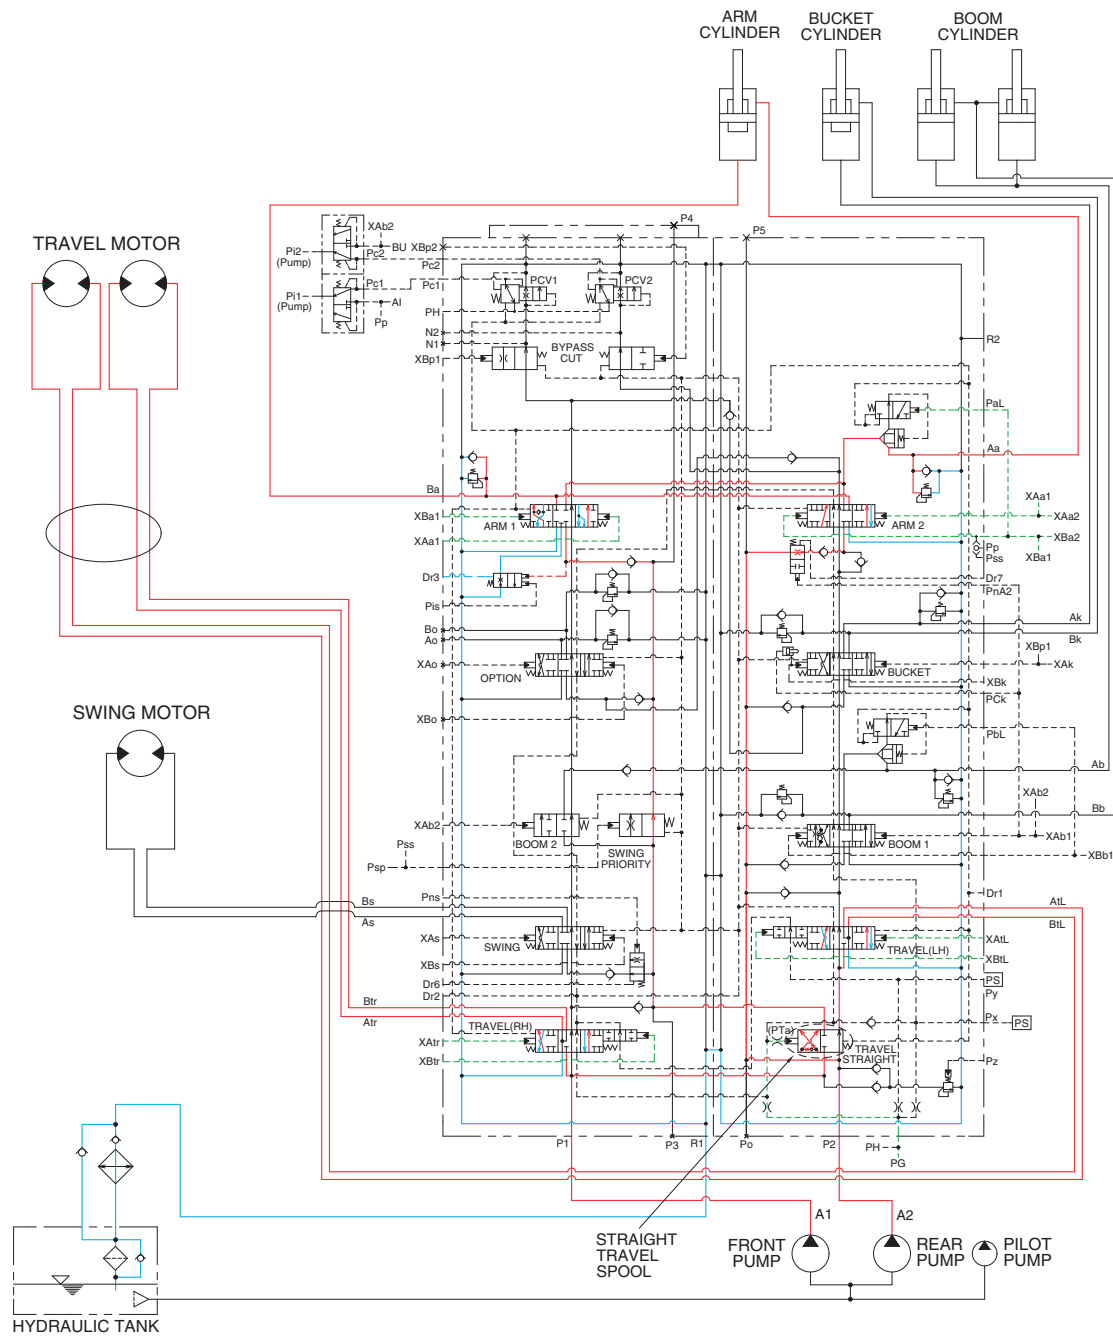 ARM
CYLINDER
BUCKET
CYLINDER
BOOM
CYLINDER
TRAVEL MOTOR
XAb2
BU
XBp2
P4
P5
Pi2
(Pump)
Pc2
Pc2
Pc1
Pc1
Pi1
(Pump)
AI
Pp
PCV1
PCV2
PH
N2
N1
XBp1
BYPASS
CUT
R2
PaL
Aa
Ba
XBa1
ARM 1
XAa1
ARM 2
XAa1
XAa2
XBa2
XBa1
Pp
Pss
Dr3
Dr7
PnA2
Pis
Bo
Ao
Ak
Bk
XAo
OPTION
XBo
XBp1
XAk
BUCKET
XBk
PCk
PbL
SWING MOTOR
Ab
XAb2
Bb
XAb2
BOOM 2
SWING
PRIORITY
BOOM 1
XAb1
XBb1
Pss
Psp
Pns
Dr1
Bs
As
AtL
BtL
XAs
SWING
XBs
TRAVEL(LH)
XAtL
XBtL
Dr6
Dr2
PS
Py
Btr
Atr
Px
PS
TRAVEL(RH)
(PTa)
XAtr
XBtr
TRAVEL
STRAIGHT
Pz
P1
P3
R1
Po
P2
PH
PG
STRAIGHT
TRAVEL
SPOOL
A1
A2
FRONT
PUMP
REAR
PUMP
PILOT
PUMP
HYDRAULIC TANK